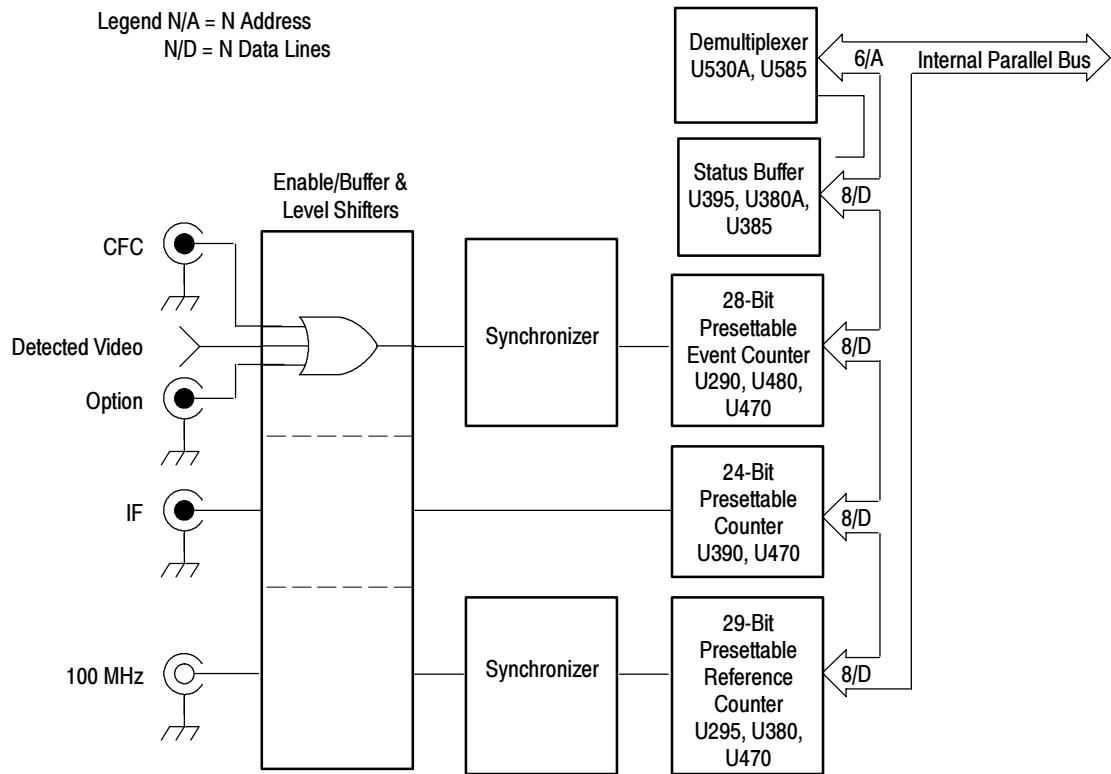 Legend N/A = N Address
N/D = N Data Lines
Demultiplexer
U530A, U585
6/A
Internal Parallel Bus
Status Buffer
U395, U380A,
U385
8/D
Enable/Buffer &
Level Shifters
CFC
Detected Video
Option
Synchronizer
28-Bit
Presettable
Event Counter
U290, U480,
U470
8/D
IF
24-Bit
Presettable
Counter
U390, U470
8/D
100 MHz
Synchronizer
29-Bit
Presettable
Reference
Counter
U295, U380,
U470
8/D